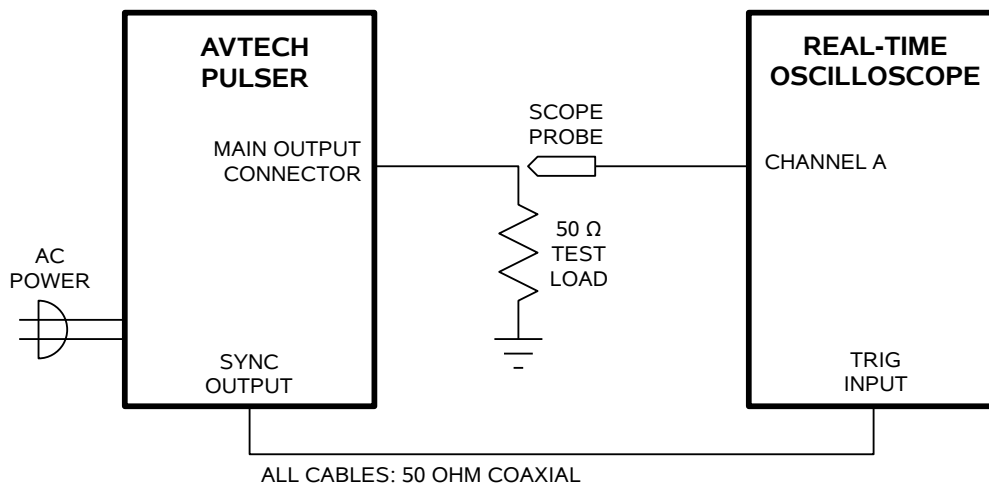 AVTECH
PULSER
REAL-TIME
OSCILLOSCOPE
SCOPE
PROBE
MAIN OUTPUT
CONNECTOR
CHANNEL A
50 Ω
TEST
LOAD
AC
POWER
SYNC
OUTPUT
TRIG
INPUT
ALL CABLES: 50 OHM COAXIAL